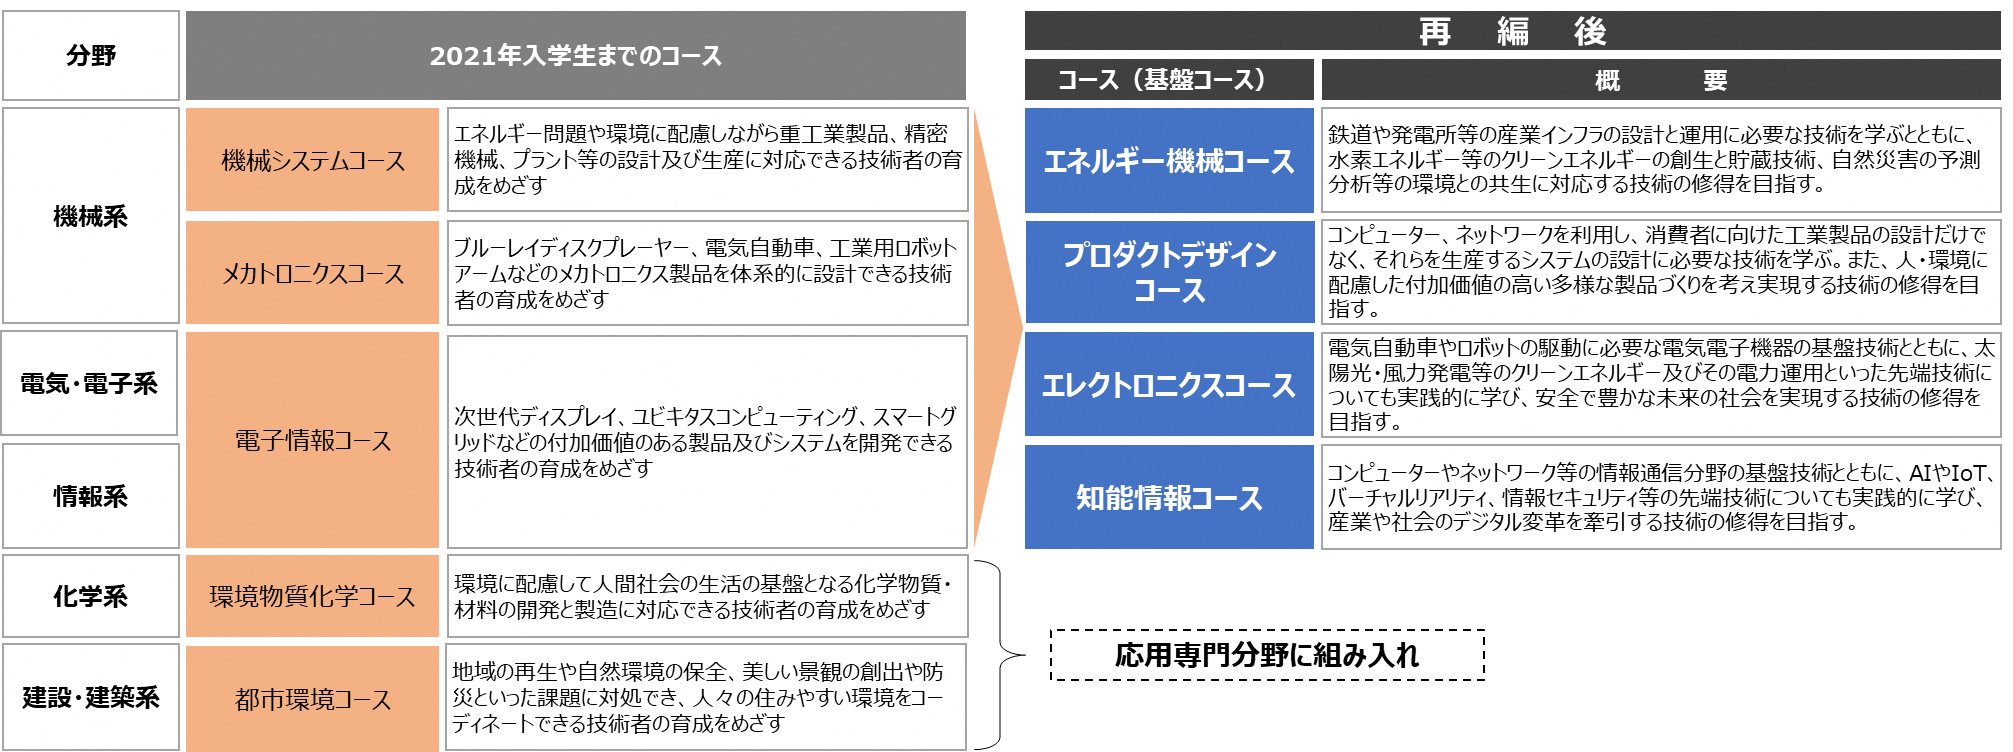 分野
2021年入学生までのコース
再編後
コース（基盤コース）
概要
機械系
機械システムコース
エネルギー問題や環境に配慮しながら重工業製品、精密
機械、プラント等の設計及び生産に対応できる技術者の育
成をめざす
メカトロニクスコース
ブルーレイディスクプレーヤー、電気自動車、工業用ロボット
アームなどのメカトロニクス製品を体系的に設計できる技術
者の育成をめざす
電気・電子系
情報系
電子情報コース
次世代ディスプレイ、ユビキタスコンピューティング、スマートグ
リッドなどの付加価値のある製品及びシステムを開発できる
技術者の育成をめざす
化学系
環境物質化学コース
環境に配慮して人間社会の生活の基盤となる化学物質・
材料の開発と製造に対応できる技術者の育成をめざす
建設・建築系
都市環境コース
地域の再生や自然環境の保全、美しい景観の創出や防
災といった課題に対処でき、人々の住みやすい環境をコー
ディネートできる技術者の育成をめざす
エネルギー機械コース
鉄道や発電所等の産業インフラの設計と運用に必要な技術を学ぶとともに、
水素エネルギー等のクリーンエネルギーの創生と貯蔵技術、自然災害の予測
分析等の環境との共生に対応する技術の修得を目指す。
プロダクトデザイン
コース
コンピューター、ネットワークを利用し、消費者に向けた工業製品の設計だけで
なく、それらを生産するシステムの設計に必要な技術を学ぶ。また、人・環境に
配慮した付加価値の高い多様な製品づくりを考え実現する技術の修得を目
指す。
エレクトロニクスコース
電気自動車やロボットの駆動に必要な電気電子機器の基盤技術とともに、太
陽光・風力発電等のクリーンエネルギー及びその電力運用といった先端技術に
ついても実践的に学び、安全で豊かな未来の社会を実現する技術の修得を
目指す。
知能情報コース
コンピューターやネットワーク等の情報通信分野の基盤技術とともに、AIやIoT、
バーチャルリアリティ、情報セキュリティ等の先端技術についても実践的に学び、
産業や社会のデジタル変革を牽引する技術の修得を目指す。
応用専門分野に組み入れ